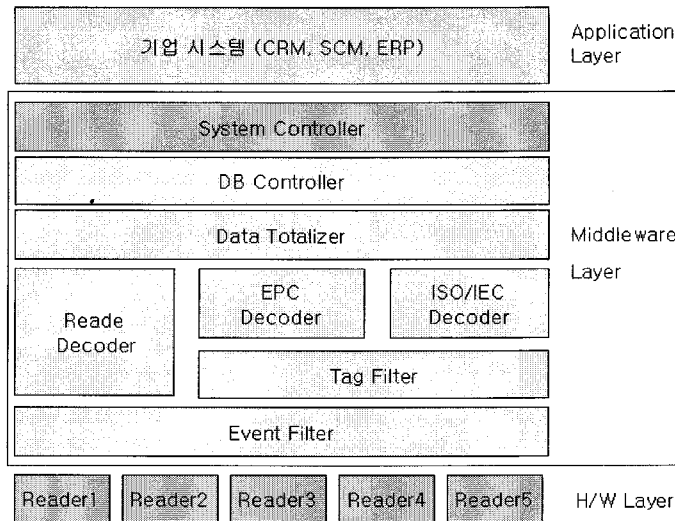 기업 시스템 (CRM, SCM, ERP)
Application
Layer
System Controller
DB Controller
Data Totalizer
Middleware
Layer
Reade
Decoder
EPC
Decoder
ISO/IEC
Decoder
Tag Filter
Event Filter
Reader1
Reader2
Reader3
Reader4
Reader5
H/W Layer